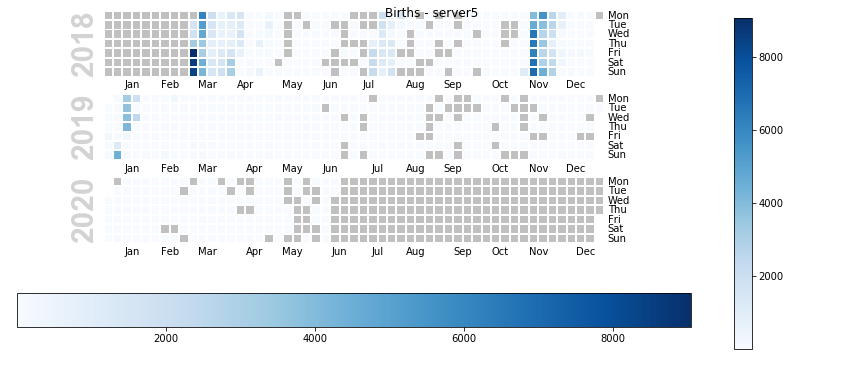 Births - server5
2018
Mon
Tue
Wed
Thu
Fri
Sat
Sun
Jan Feb Mar Apr May Jun Jul Aug Sep Oct Nov Dec
2019
Mon
Tue
Wed
Thu
Fri
Sat
Sun
Jan Feb Mar Apr May Jun Jul Aug Sep Oct Nov Dec
2020
Mon
Tue
Wed
Thu
Fri
Sat
Sun
Jan Feb Mar Apr May Jun Jul Aug Sep Oct Nov Dec
2000 4000 6000 8000
8000
6000
4000
2000